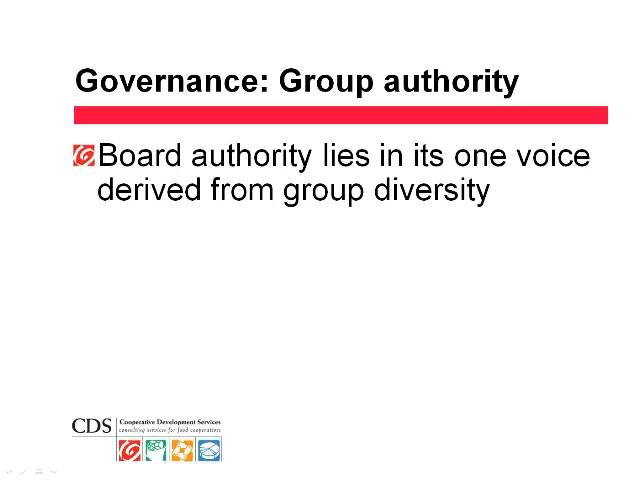 Governance: Group authority
Board authority lies in its one voice
derived from group diversity
CDS
Cooperative Development Services
consulting services for food cooperatives